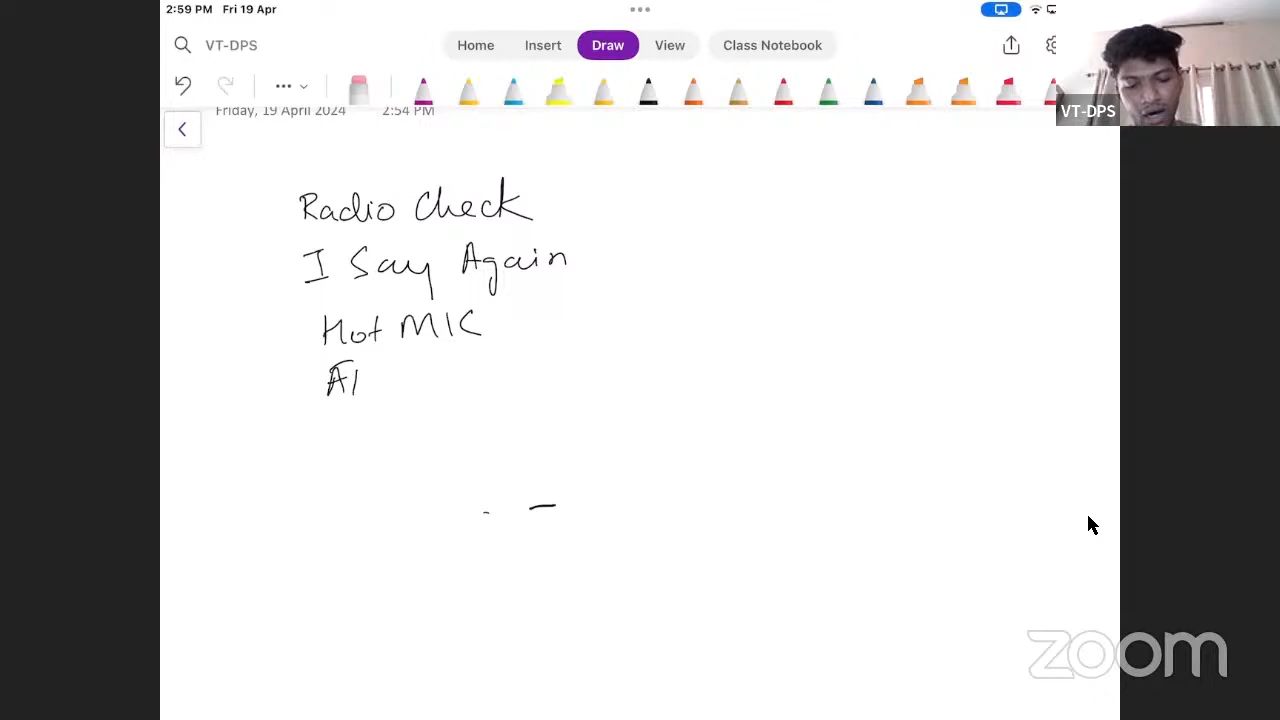 2:59 PM Fri 19 Apr
VT-DPS
Home Insert Draw View Class Notebook
Friday, 19 April 2024 2:54 PM
VT-DPS
Radio Check
I Say Again
Hot MIC
zoom